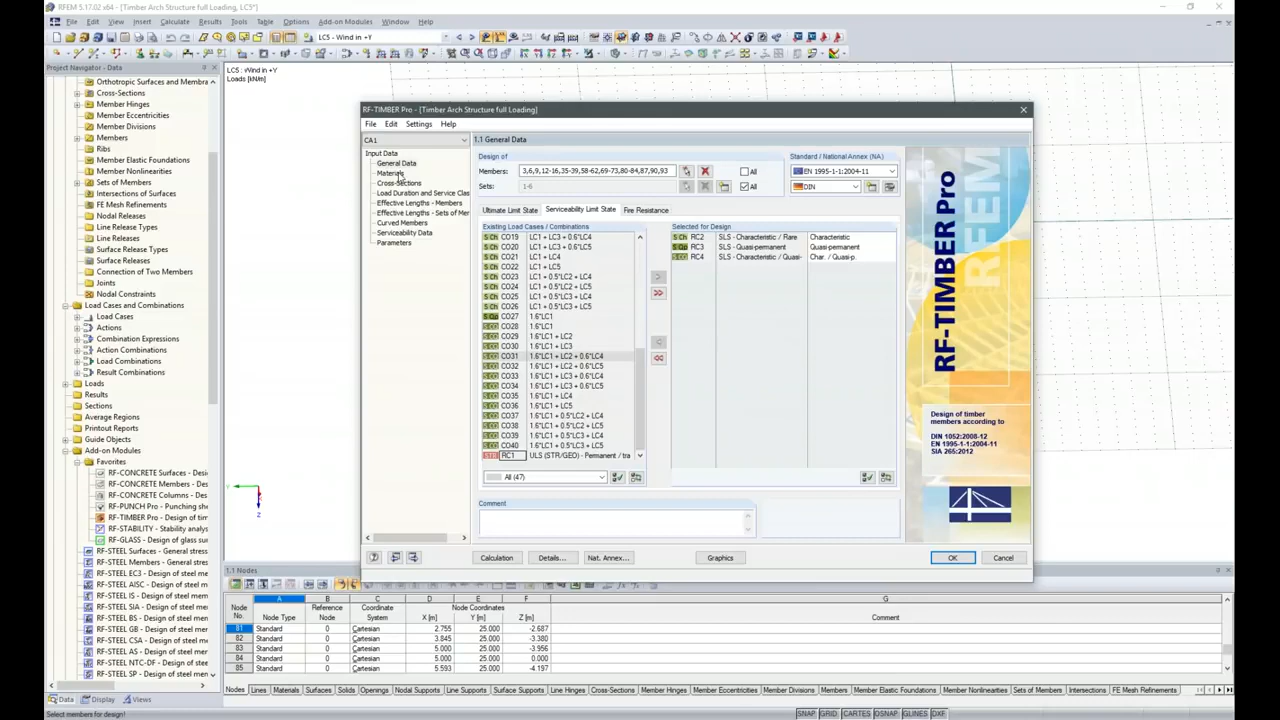 RFEM 5.17.02 x64 - [Timber Arch Structure full Loading, LC5*]
File Edit View Insert Calculate Results Tools Table Options Add-on Modules Window Help
LC5 - Wind in +Y
Project Navigator - Data
Orthotropic Surfaces and Membra
Cross-Sections
Member Hinges
Member Eccentricities
Member Divisions
Members
Ribs
Member Elastic Foundations
Member Nonlinearities
Sets of Members
Intersections of Surfaces
FE Mesh Refinements
Nodal Releases
Line Release Types
Line Releases
Surface Release Types
Surface Releases
Connection of Two Members
Joints
Nodal Constraints
Load Cases and Combinations
Load Cases
Actions
Combination Expressions
Action Combinations
Load Combinations
Result Combinations
Loads
Results
Sections
Average Regions
Printout Reports
Guide Objects
Add-on Modules
Favorites
RF-CONCRETE Surfaces - Desi
RF-CONCRETE Members - Des
RF-CONCRETE Columns - Desi
RF-PUNCH Pro - Punching she
RF-TIMBER Pro - Design of tim
RF-STABILITY - Stability analys
RF-GLASS - Design of glass su
RF-STEEL Surfaces - General stress
RF-STEEL Members - General stres
RF-STEEL EC3 - Design of steel me
RF-STEEL AISC - Design of steel m
RF-STEEL IS - Design of steel mem
RF-STEEL SIA - Design of steel mer
RF-STEEL BS - Design of steel mem
RF-STEEL GB - Design of steel mem
RF-STEEL CSA - Design of steel me
RF-STEEL AS - Design of steel mem
RF-STEEL NTC-DF - Design of steel
RF-STEEL SP - Design of steel mem
Data Display Views
LC5 : Wind in +Y
Loads [kN/m]
Y
Z
RF-TIMBER Pro - [Timber Arch Structure full Loading]
File Edit Settings Help
CA1
Input Data
General Data
Materials
Cross-Sections
Load Duration and Service Clas
Effective Lengths - Members
Effective Lengths - Sets of Mer
Curved Members
Serviceability Data
Parameters
1.1 General Data
Design of
Members: 3,6,9,12-16,35-39,58-62,69-73,80-84,87,90,93 All
Sets: 1-6 All
Standard / National Annex (NA)
EN 1995-1-1:2004-11
DIN
Ultimate Limit State Serviceability Limit State Fire Resistance
Existing Load Cases / Combinations
S Ch CO19 LC1 + LC3 + 0.6*LC4
S Ch CO20 LC1 + LC3 + 0.6*LC5
S Ch CO21 LC1 + LC4
S Ch CO22 LC1 + LC5
S Ch CO23 LC1 + 0.5*LC2 + LC4
S Ch CO24 LC1 + 0.5*LC2 + LC5
S Ch CO25 LC1 + 0.5*LC3 + LC4
S Ch CO26 LC1 + 0.5*LC3 + LC5
S Qp CO27 1.6*LC1
CO28 1.6*LC1
CO29 1.6*LC1 + LC2
CO30 1.6*LC1 + LC3
CO31 1.6*LC1 + LC2 + 0.6*LC4
CO32 1.6*LC1 + LC2 + 0.6*LC5
CO33 1.6*LC1 + LC3 + 0.6*LC4
CO34 1.6*LC1 + LC3 + 0.6*LC5
CO35 1.6*LC1 + LC4
CO36 1.6*LC1 + LC5
CO37 1.6*LC1 + 0.5*LC2 + LC4
CO38 1.6*LC1 + 0.5*LC2 + LC5
CO39 1.6*LC1 + 0.5*LC3 + LC4
CO40 1.6*LC1 + 0.5*LC3 + LC5
RC1 ULS (STR/GEO) - Permanent / tra
All (47)
Selected for Design
S Ch RC2 SLS - Characteristic / Rare Characteristic
S Qp RC3 SLS - Quasi-permanent Quasi-permanent
RC4 SLS - Characteristic / Quasi- Char. / Quasi-p.
Comment
RF-TIMBER Pro
Design of timber
members according to
DIN 1052:2008-12
EN 1995-1-1:2004-11
SIA 265:2012
Calculation Details... Nat. Annex... Graphics OK Cancel
1.1 Nodes
A B C D E F G
Node No. Node Type Reference Node Coordinate System Node Coordinates X [m] Y [m] Z [m] Comment
81 Standard 0 Cartesian 2.755 25.000 -2.687
82 Standard 0 Cartesian 3.845 25.000 -3.380
83 Standard 0 Cartesian 5.000 25.000 -3.956
84 Standard 0 Cartesian 5.000 25.000 0.000
85 Standard 0 Cartesian 5.593 25.000 -4.197
Nodes Lines Materials Surfaces Solids Openings Nodal Supports Line Supports Surface Supports Line Hinges Cross-Sections Member Hinges Member Eccentricities Member Divisions Members Member Elastic Foundations Member Nonlinearities Sets of Members Intersections FE Mesh Refinements
Select members for design!
SNAP GRID CARTES OSNAP GLINES DXF